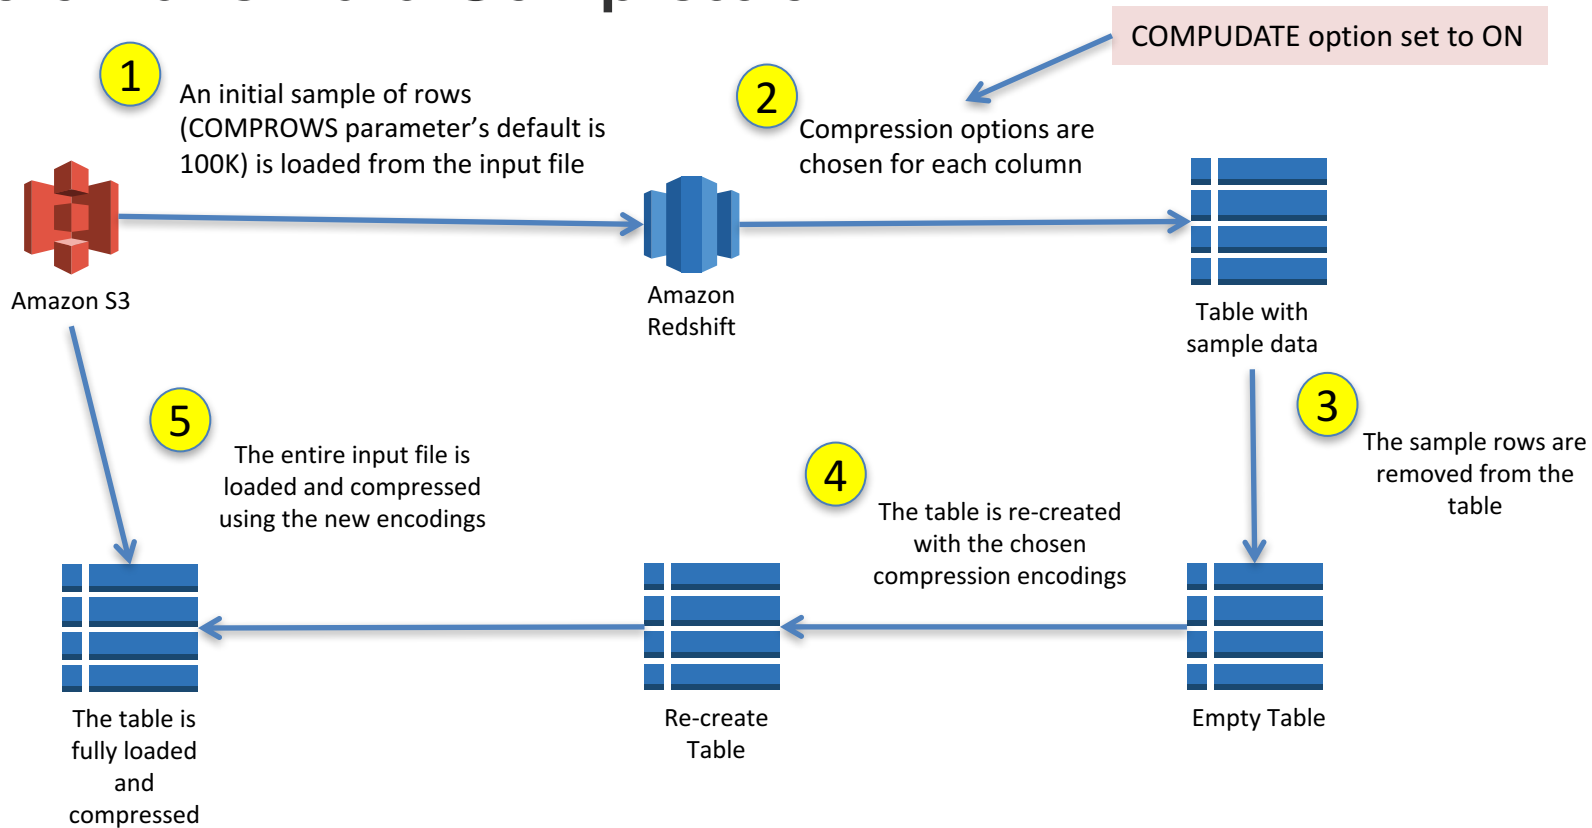 COMPUDATE option set to ON
1
An initial sample of rows
(COMPROWS parameter’s default is
100K) is loaded from the input file
2
Compression options are
chosen for each column
Amazon S3
Amazon
Redshift
Table with
sample data
3
The sample rows are
removed from the
table
5
The entire input file is
loaded and compressed
using the new encodings
4
The table is re-created
with the chosen
compression encodings
The table is
fully loaded
and
compressed
Re-create
Table
Empty Table